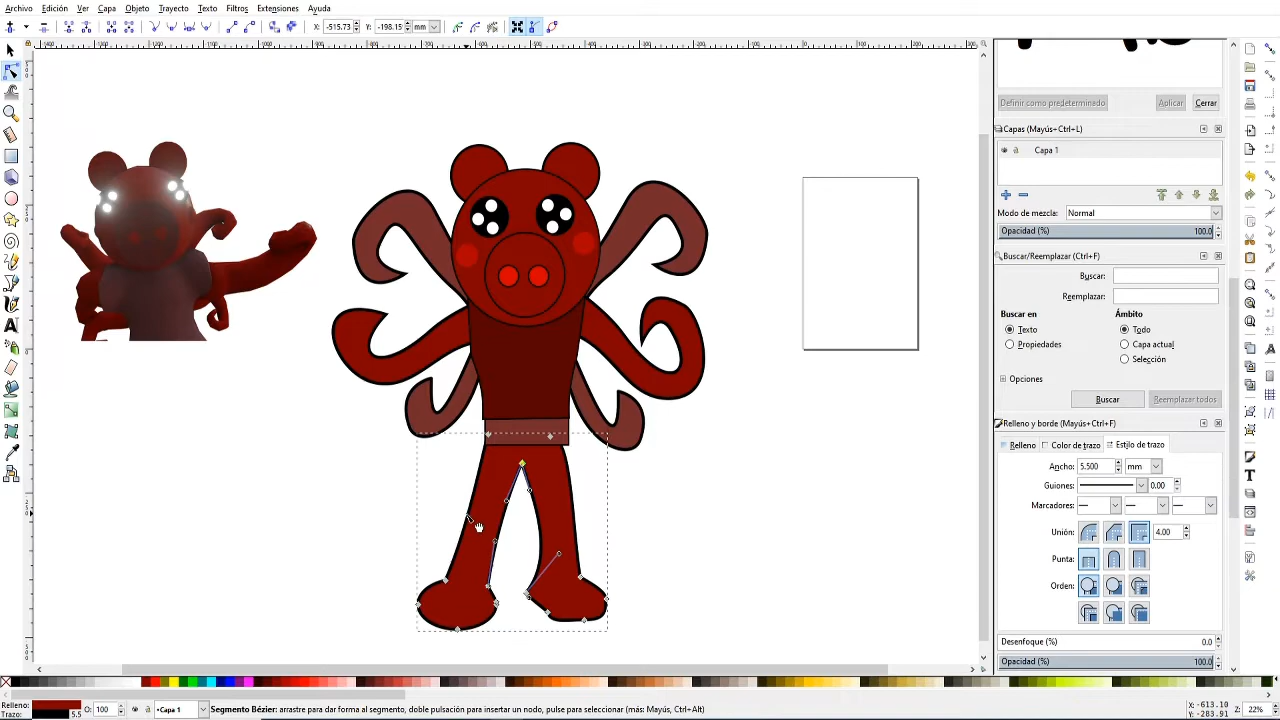 Archivo Edición Ver Capa Objeto Trayecto Texto Filtros Extensiones Ayuda
X: -515.73 Y: -198.15 mm
Definir como predeterminado Aplicar Cerrar
Capas (Mayús+Ctrl+L)
Capa 1
Modo de mezcla: Normal
Opacidad (%) 100.0
Buscar/Reemplazar (Mayús+Ctrl+F)
Buscar:
Reemplazar:
Buscar en Ámbito
Texto Todo
Propiedades Capa actual
Selección
Opciones
Buscar Reemplazar todos
Relleno y borde (Mayús+Ctrl+F)
Relleno Color de trazo Estilo de trazo
Ancho: 5.500 mm
Guiones: 0.00
Marcadores:
Unión: 4.00
Punta:
Orden:
Desenfoque (%) 0.0
Opacidad (%) 100.0
Relleno: O: 100 •Capa 1 Segmento Bézier: arrastre para dar forma al segmento, doble pulsación para insertar un nodo, pulse para seleccionar (más: Mayús, Ctrl+Alt)
Trazo: 5.5
X: -613.10
Y: -283.91
Z: 22%